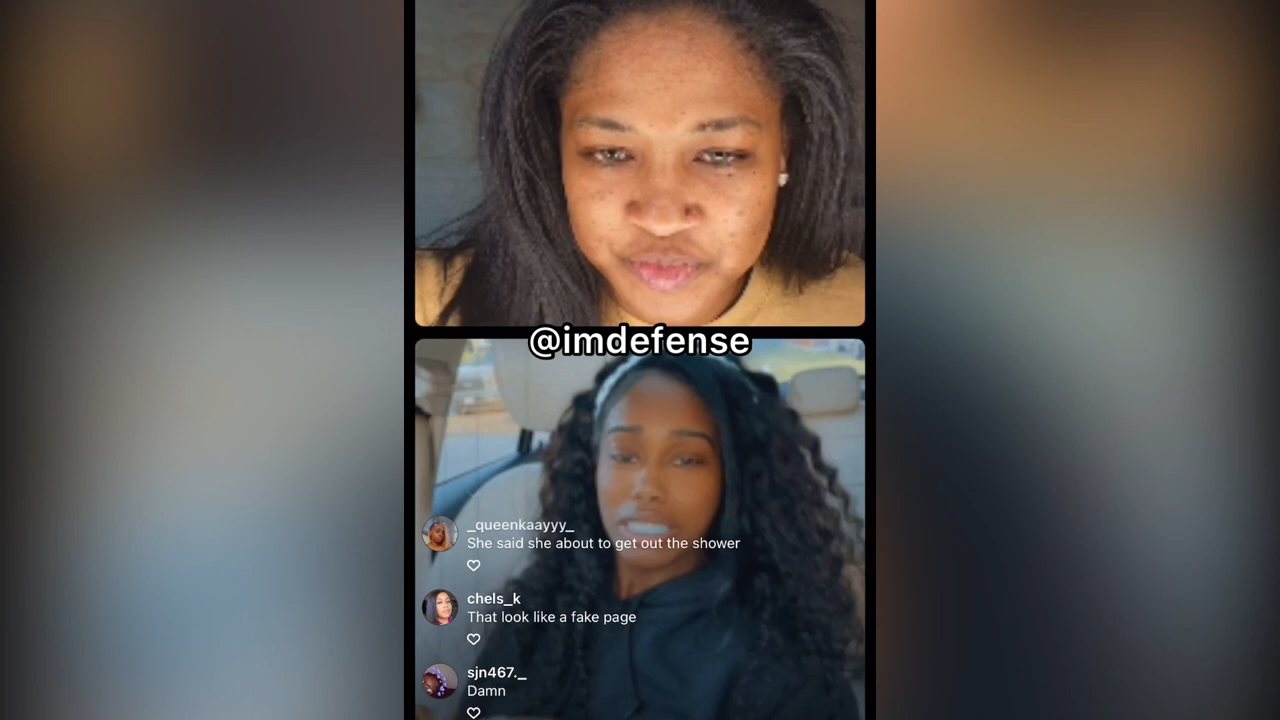 @imdefense
_queenkaayyy_
She said she about to get out the shower
chels_k
That look like a fake page
sjn467._
Damn